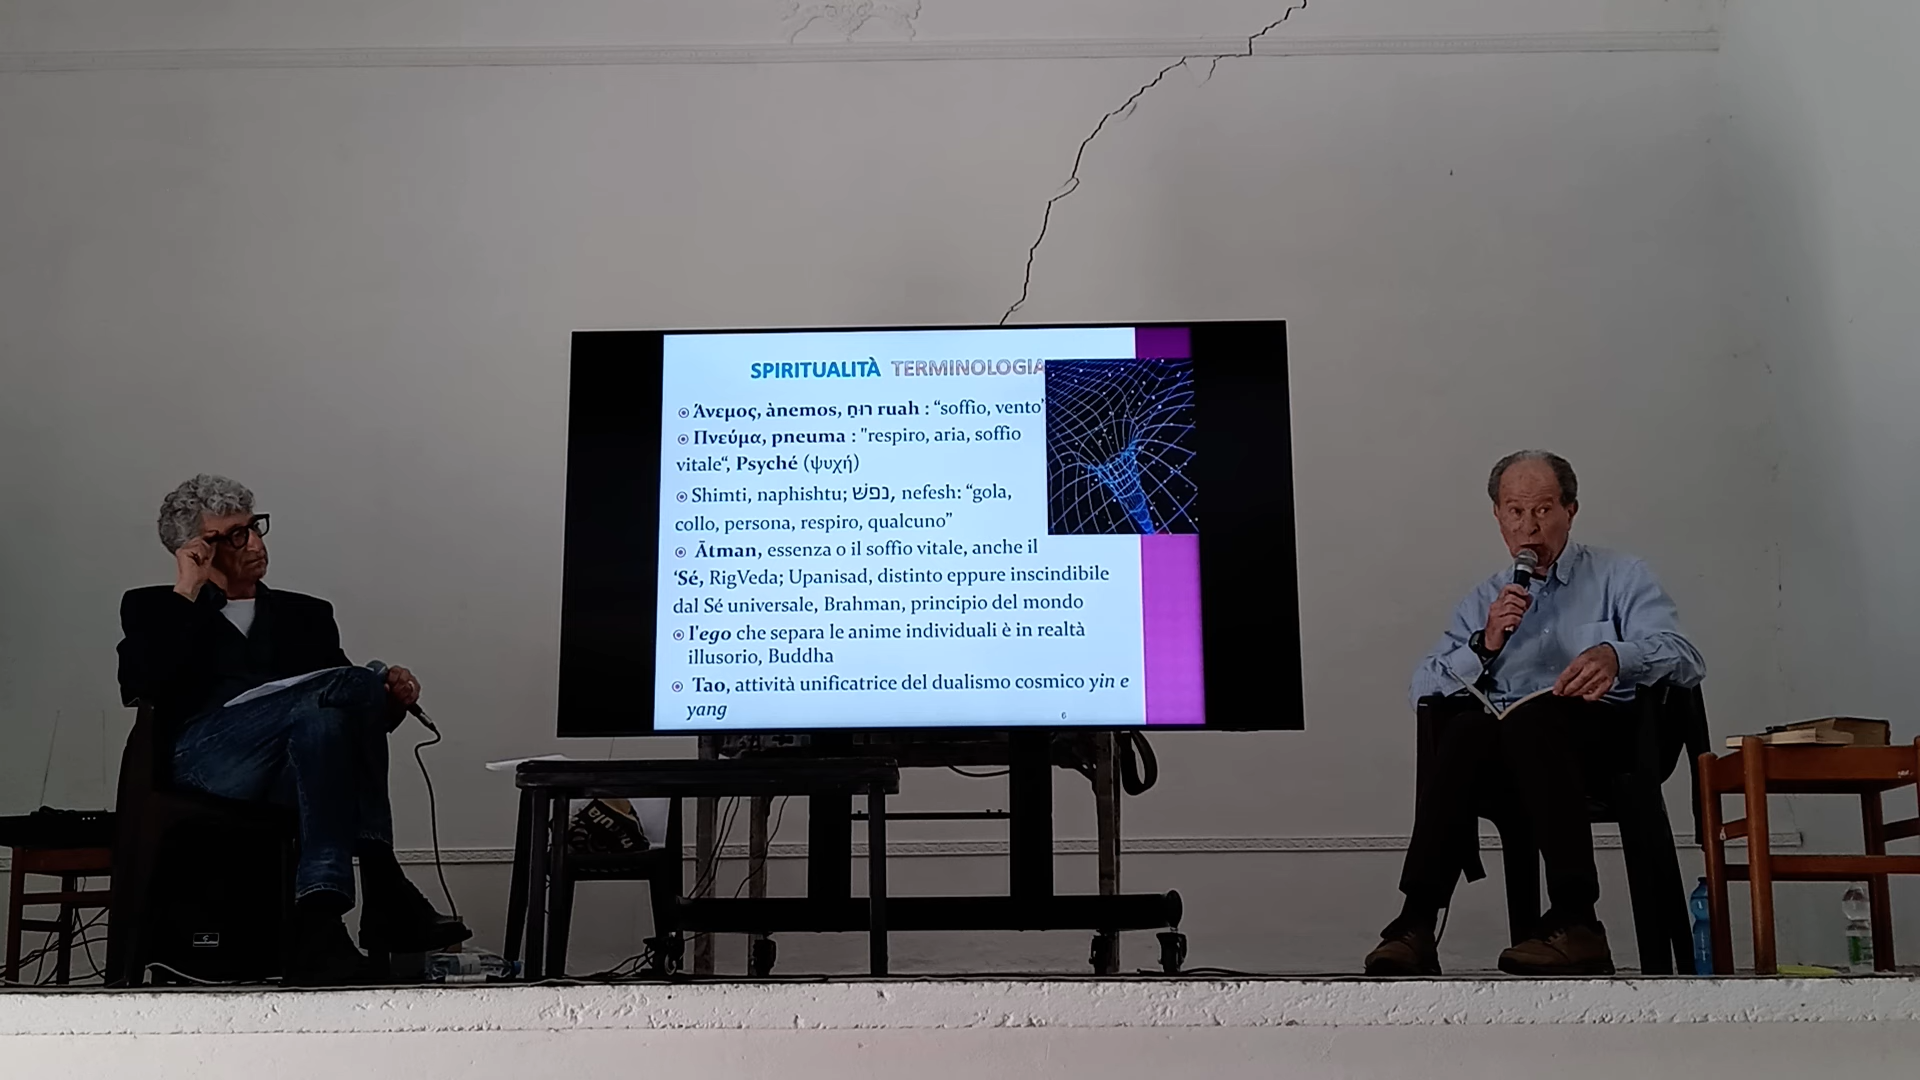 SPIRITUALITÀ TERMINOLOGIA
Άνεμος, ànemos, רוּחַ ruah : “soffio, vento”
Πνεύμα, pneuma : "respiro, aria, soffio
vitale“, Psyché (ψυχή)
Shimti, naphishtu; נפשׁ, nefesh: “gola,
collo, persona, respiro, qualcuno”
Ātman, essenza o il soffio vitale, anche il
‘Sé, RigVeda; Upanisad, distinto eppure inscindibile
dal Sé universale, Brahman, principio del mondo
l'ego che separa le anime individuali è in realtà
illusorio, Buddha
Tao, attività unificatrice del dualismo cosmico yin e
yang
6